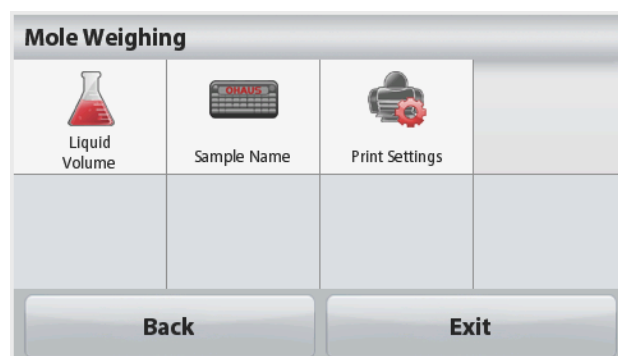 Mole Weighing
OHAUS
Liquid
Volume
Sample Name
Print Settings
Back
Exit